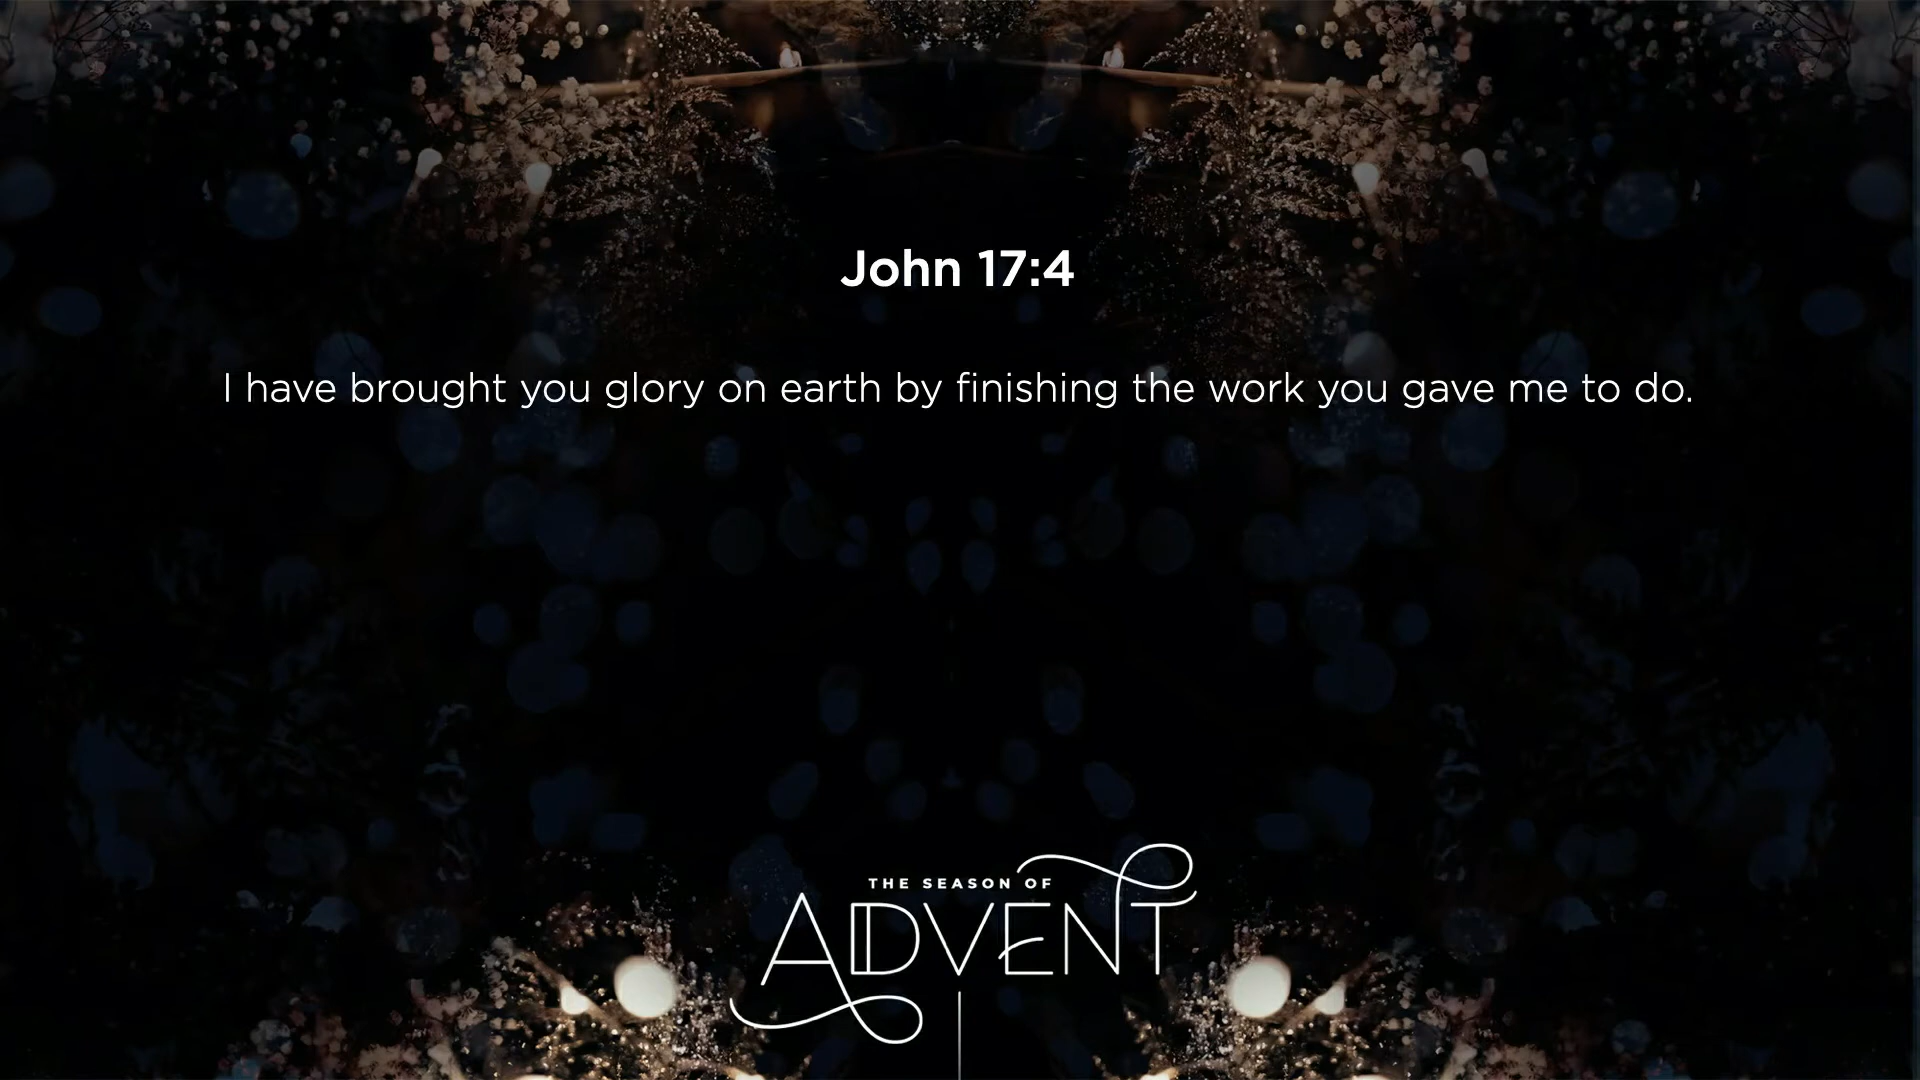 John 17:4
I have brought you glory on earth by finishing the work you gave me to do.
THE SEASON OF
ADVENT